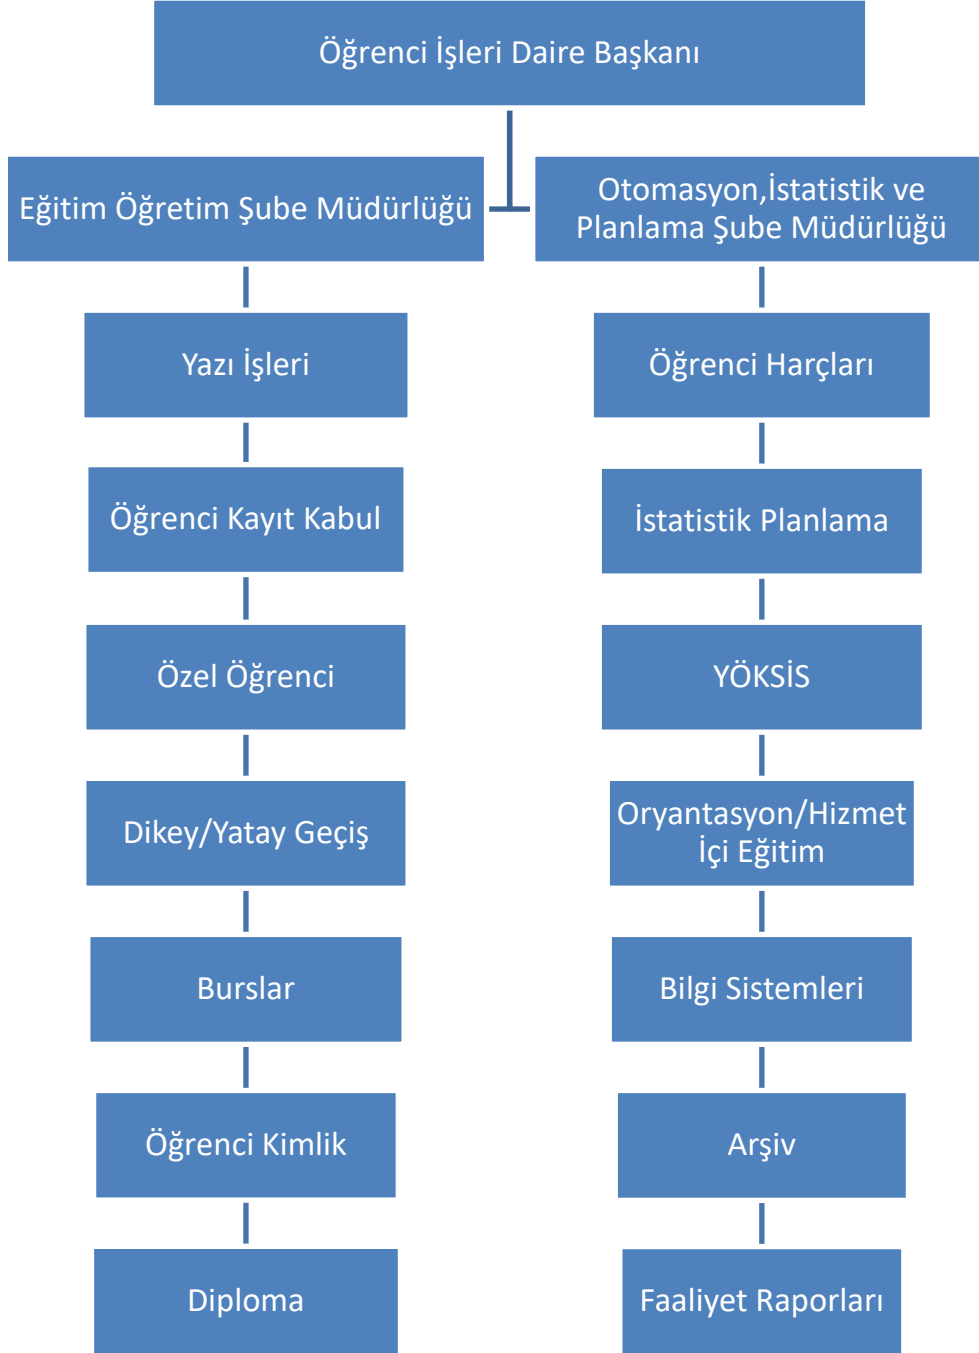 Öğrenci İşleri Daire Başkanı
Eğitim Öğretim Şube Müdürlüğü
Otomasyon,İstatistik ve
Planlama Şube Müdürlüğü
Yazı İşleri
Öğrenci Harçları
Öğrenci Kayıt Kabul
İstatistik Planlama
Özel Öğrenci
YÖKSİS
Dikey/Yatay Geçiş
Oryantasyon/Hizmet
İçi Eğitim
Burslar
Bilgi Sistemleri
Öğrenci Kimlik
Arşiv
Diploma
Faaliyet Raporları